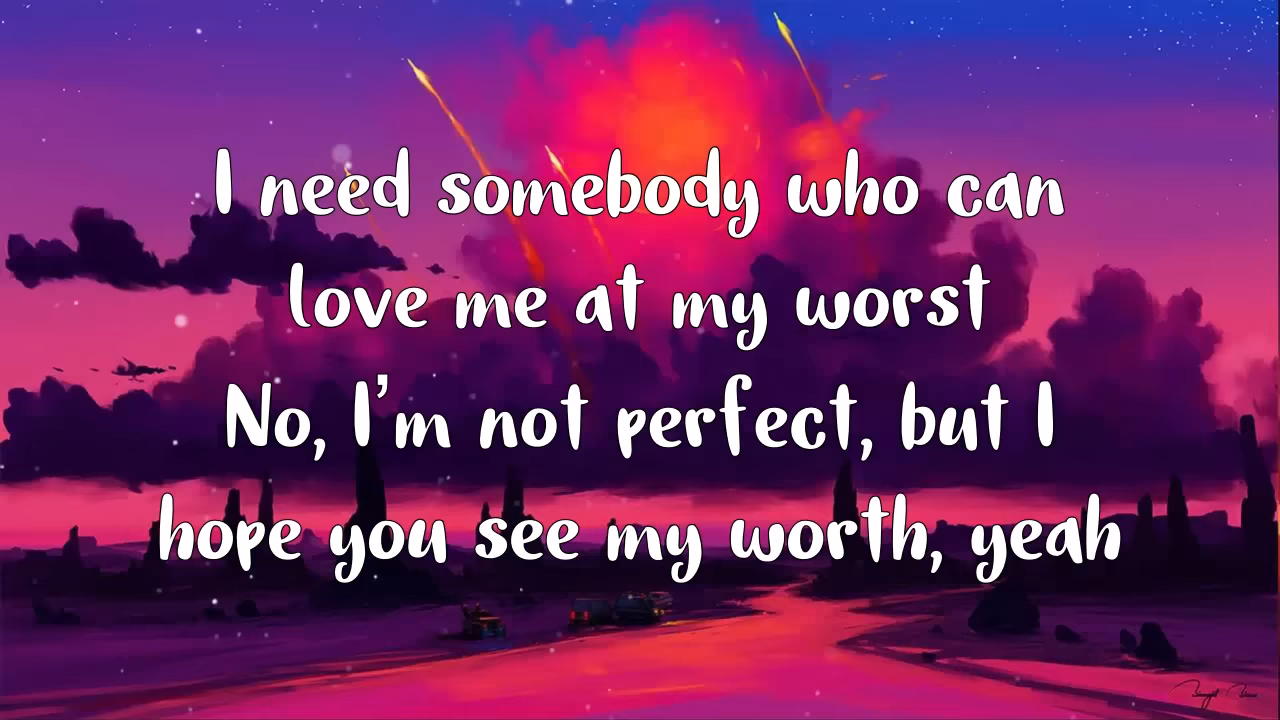 I need somebody who can
love me at my worst
No, I'm not perfect, but I
hope you see my worth, yeah